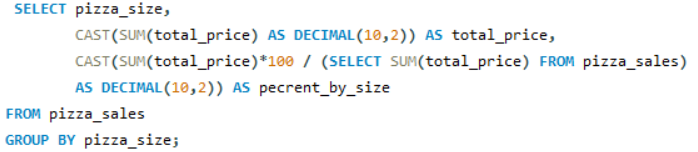 SELECT pizza_size,
CAST(SUM(total_price) AS DECIMAL(10,2)) AS total_price,
CAST(SUM(total_price)*100 / (SELECT SUM(total_price) FROM pizza_sales)
AS DECIMAL(10,2)) AS pecrent_by_size
FROM pizza_sales
GROUP BY pizza_size;